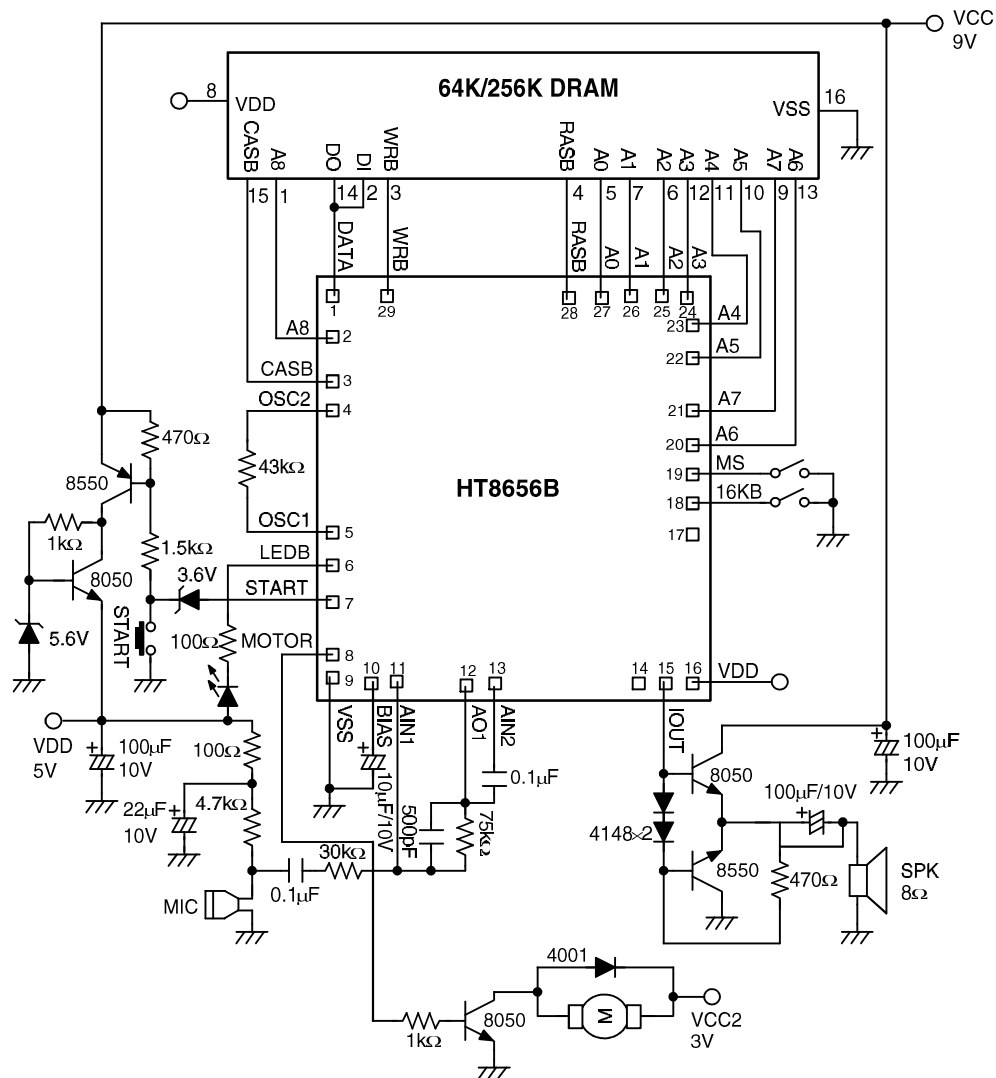 VCC
9V
64K/256K DRAM
8
VDD
VSS
16
CASB
A8
DO
DI
WRB
RASB
A0
A1
A2
A3
A4
A5
A7
A6
15
1
14
2
3
4
5
7
6
12
11
10
9
13
DATA
WRB
RASB
A0
A1
A2
A3
1
29
28
27
26
25
24
A8
2
23
A4
CASB
3
22
A5
OSC2
4
21
A7
20
A6
470Ω
43kΩ
8550
HT8656B
19
MS
18
16KB
17
1kΩ
OSC1
5
1.5kΩ
LEDB
6
8050
3.6V
START
7
5.6V
START
100Ω
MOTOR
8
9
10
11
12
13
14
15
16
VDD
VSS
BIAS
AIN1
AO1
AIN2
IOUT
VDD
5V
100µF
10V
100Ω
10µF/10V
0.1µF
8050
100µF
10V
22µF
10V
4.7kΩ
500pF
75kΩ
4148×2
100µF/10V
30kΩ
0.1µF
8550
470Ω
SPK
8Ω
MIC
4001
8050
M
1kΩ
VCC2
3V